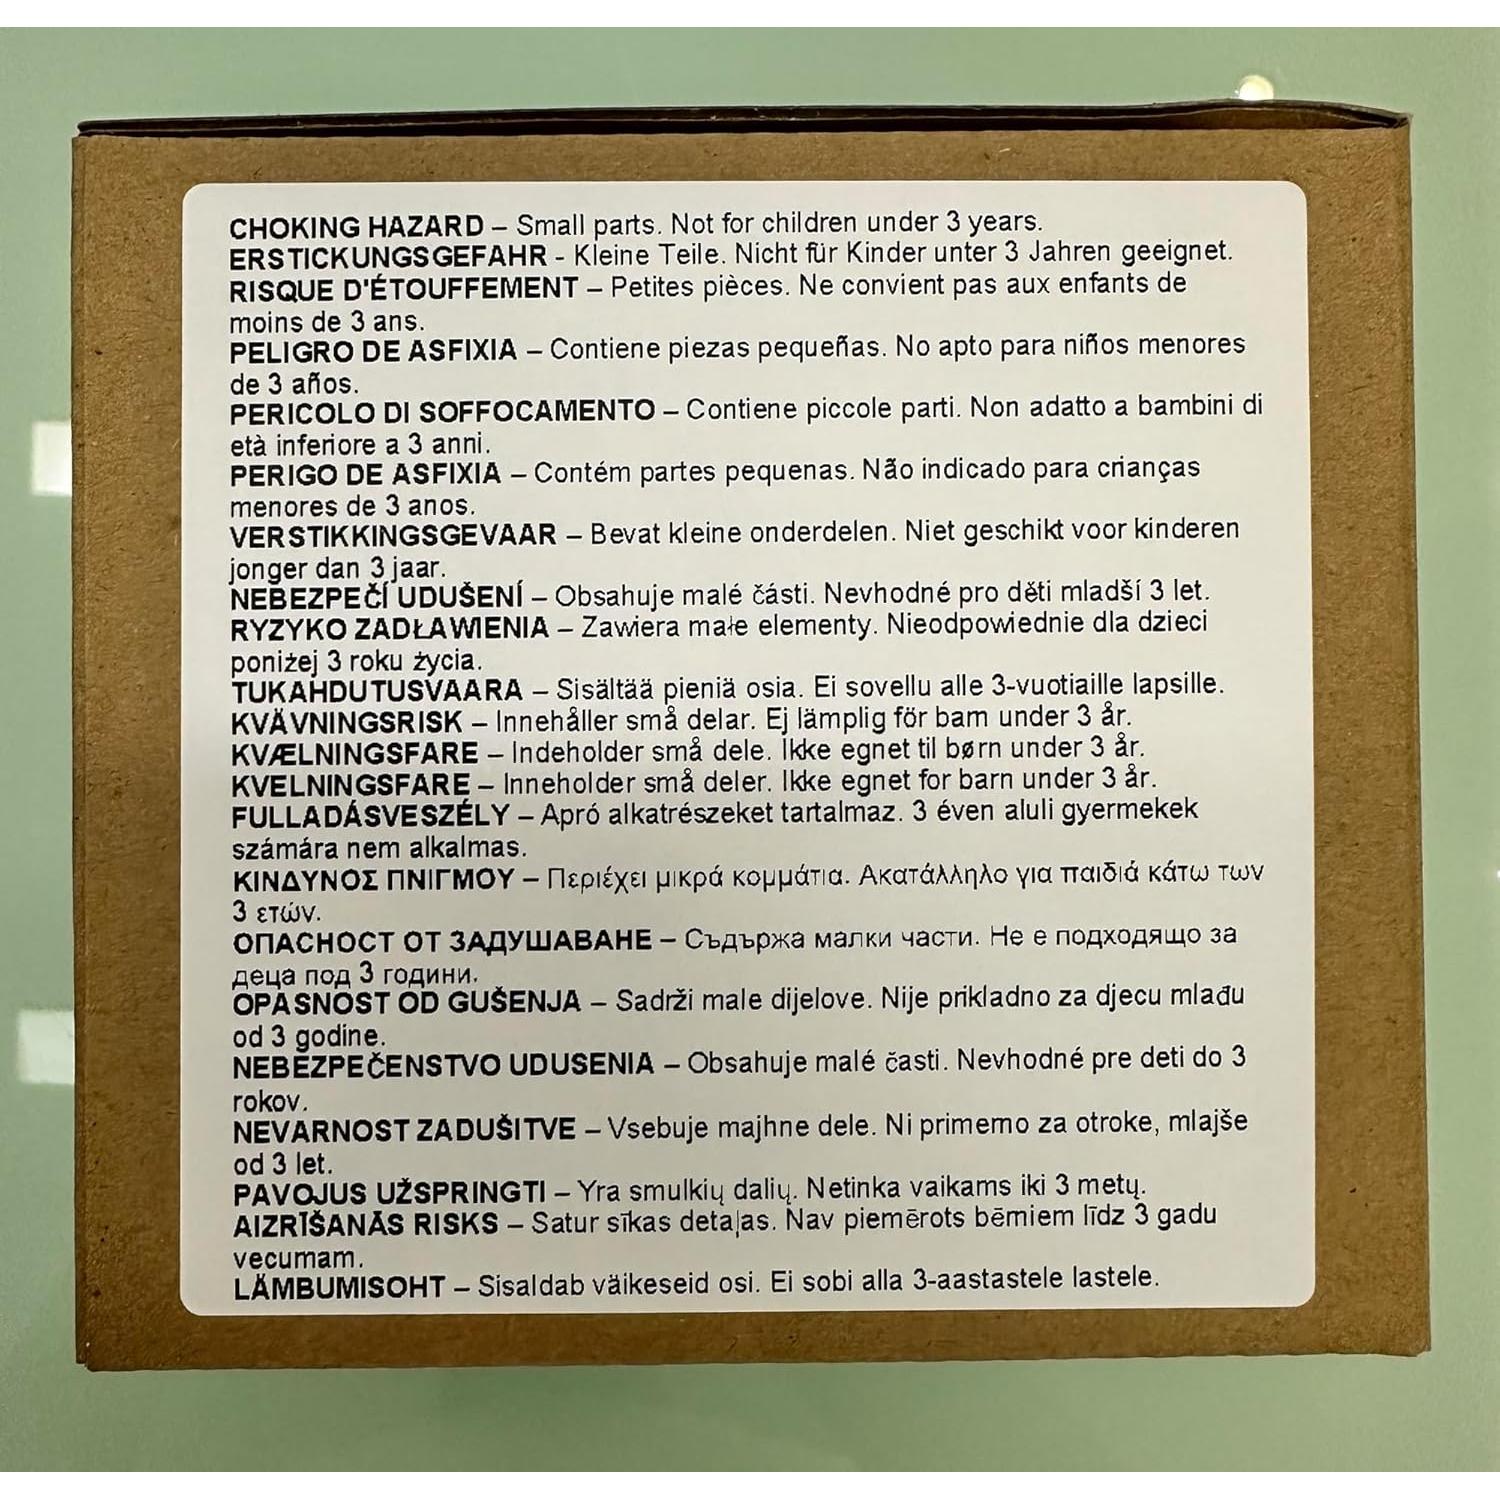 CHOKING HAZARD – Small parts. Not for children under 3 years.
ERSTICKUNGSGEFAHR - Kleine Teile. Nicht für Kinder unter 3 Jahren geeignet.
RISQUE D'ÉTOUFFEMENT – Petites pièces. Ne convient pas aux enfants de
moins de 3 ans.
PELIGRO DE ASFIXIA – Contiene piezas pequeñas. No apto para niños menores
de 3 años.
PERICOLO DI SOFFOCAMENTO – Contiene piccole parti. Non adatto a bambini di
età inferiore a 3 anni.
PERIGO DE ASFIXIA – Contém partes pequenas. Não indicado para crianças
menores de 3 anos.
VERSTIKKINGSGEVAAR – Bevat kleine onderdelen. Niet geschikt voor kinderen
jonger dan 3 jaar.
NEBEZPEČÍ UDUŠENÍ – Obsahuje malé části. Nevhodné pro děti mladší 3 let.
RYZYKO ZADŁAWIENIA – Zawiera małe elementy. Nieodpowiednie dla dzieci
poniżej 3 roku życia.
TUKAHDUTUSVAARA – Sisältää pieniä osia. Ei sovellu alle 3-vuotiaille lapsille.
KVÄVNINGSRISK – Innehåller små delar. Ej lämplig för barn under 3 år.
KVÆLNINGSFARE – Indeholder små dele. Ikke egnet til børn under 3 år.
KVELNINGSFARE – Inneholder små deler. Ikke egnet for barn under 3 år.
FULLADÁSVESZÉLY – Apró alkatrészeket tartalmaz. 3 éven aluli gyermekek
számára nem alkalmas.
ΚΙΝΔΥΝΟΣ ΠΝΙΓΜΟΥ – Περιέχει μικρά κομμάτια. Ακατάλληλο για παιδιά κάτω των
3 ετών.
ОПАСНОСТ ОТ ЗАДУШАВАНЕ – Съдържа малки части. Не е подходящо за
деца под 3 години.
OPASNOST OD GUŠENJA – Sadrži male dijelove. Nije prikladno za djecu mlađu
od 3 godine.
NEBEZPEČENSTVO UDUSENIA – Obsahuje malé časti. Nevhodné pre deti do 3
rokov.
NEVARNOST ZADUŠITVE – Vsebuje majhne dele. Ni primerno za otroke, mlajše
od 3 let.
PAVOJUS UŽSPRINGTI – Yra smulkių dalių. Netinka vaikams iki 3 metų.
AIZRĪŠANĀS RISKS – Satur sīkas detaļas. Nav piemērots bērniem līdz 3 gadu
vecumam.
LÄMBUMISOHT – Sisaldab väikeseid osi. Ei sobi alla 3-aastastele lastele.